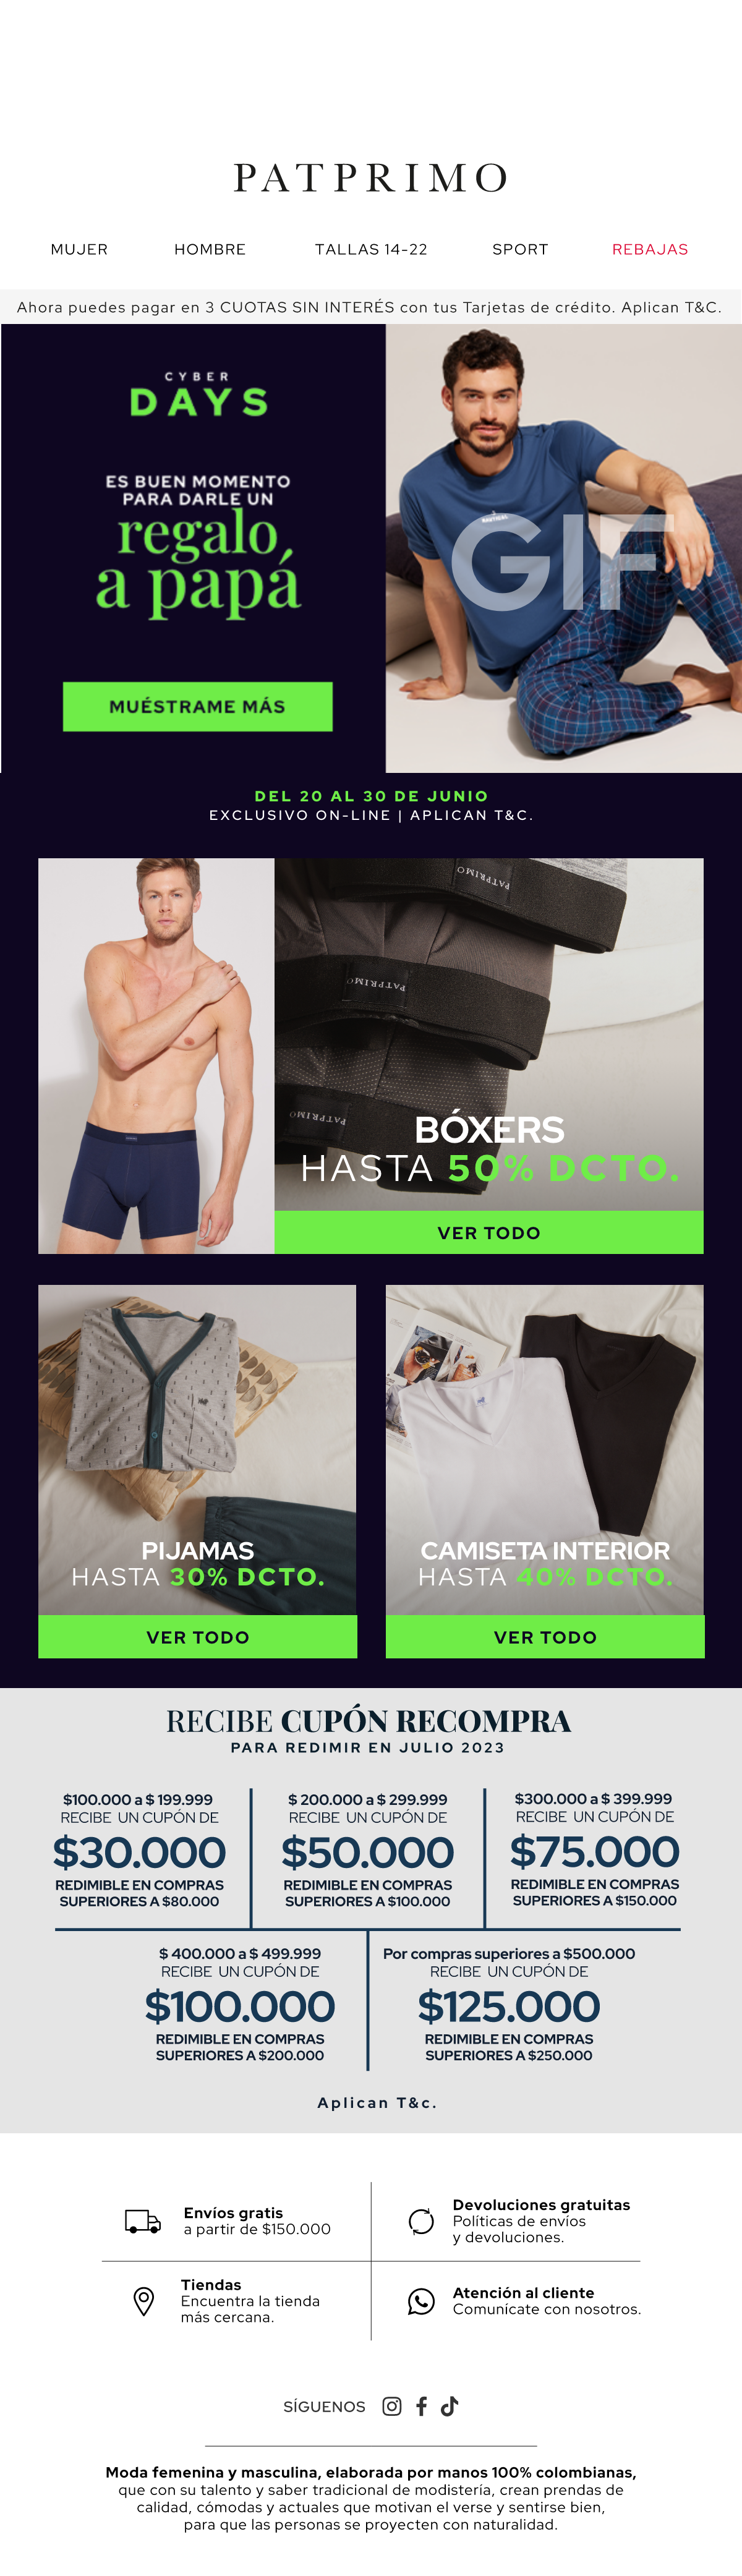 PATPRIMO
MUJER HOMBRE TALLAS 14-22 SPORT REBAJAS
Ahora puedes pagar en 3 CUOTAS SIN INTERÉS con tus Tarjetas de crédito. Aplican T&C.
CYBER
DAYS
ES BUEN MOMENTO
PARA DARLE UN
regalo
a papá
MUÉSTRAME MÁS
GIF
DEL 20 AL 30 DE JUNIO
EXCLUSIVO ON-LINE | APLICAN T&C.
PATPRIMO
PATPRIMO
PATPRIMO
BÓXERS
HASTA 50% DCTO.
VER TODO
PIJAMAS
HASTA 30% DCTO.
VER TODO
CAMISETA INTERIOR
HASTA 40% DCTO.
VER TODO
RECIBE CUPÓN RECOMPRA
PARA REDIMIR EN JULIO 2023
$100.000 a $ 199.999
RECIBE UN CUPÓN DE
$30.000
REDIMIBLE EN COMPRAS
SUPERIORES A $80.000
$ 200.000 a $ 299.999
RECIBE UN CUPÓN DE
$50.000
REDIMIBLE EN COMPRAS
SUPERIORES A $100.000
$300.000 a $ 399.999
RECIBE UN CUPÓN DE
$75.000
REDIMIBLE EN COMPRAS
SUPERIORES A $150.000
$ 400.000 a $ 499.999
RECIBE UN CUPÓN DE
$100.000
REDIMIBLE EN COMPRAS
SUPERIORES A $200.000
Por compras superiores a $500.000
RECIBE UN CUPÓN DE
$125.000
REDIMIBLE EN COMPRAS
SUPERIORES A $250.000
Aplican T&c.
Envíos gratis
a partir de $150.000
Devoluciones gratuitas
Políticas de envíos
y devoluciones.
Tiendas
Encuentra la tienda
más cercana.
Atención al cliente
Comunícate con nosotros.
SÍGUENOS
Moda femenina y masculina, elaborada por manos 100% colombianas,
que con su talento y saber tradicional de modistería, crean prendas de
calidad, cómodas y actuales que motivan el verse y sentirse bien,
para que las personas se proyecten con naturalidad.